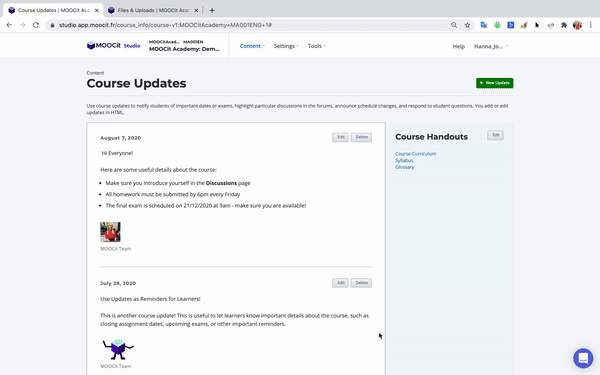 Course Updates | MOOCit Ac
Files & Uploads | MOOCit Aca
studio.app.moocit.fr/course_info/course-v1:MOOCitAcademy+MA001ENG+1#
MOOCit Studio
MOOCitAcad... MA001EN
MOOCit Academy: Dem...
Content
Settings
Tools
Help
Hanna_Jo...
Content
Course Updates
+ New Update
Use course updates to notify students of important dates or exams, highlight particular discussions in the forums, announce schedule changes, and respond to student questions. You add or edit
updates in HTML.
August 7, 2020
Edit
Delete
Hi Everyone!
Here are some useful details about the course:
• Make sure you introduce yourself in the Discussions page
• All homework must be submitted by 6pm every Friday
• The final exam is scheduled on 21/12/2020 at 9am - make sure you are available!
MOOCit Team
July 29, 2020
Edit
Delete
Use Updates as Reminders for Learners!
This is another course update! This is useful to let learners know important details about the course, such as
closing assignment dates, upcoming exams, or other important reminders.
MOOCit Team
Course Handouts
Edit
Course Curriculum
Syllabus
Glossary